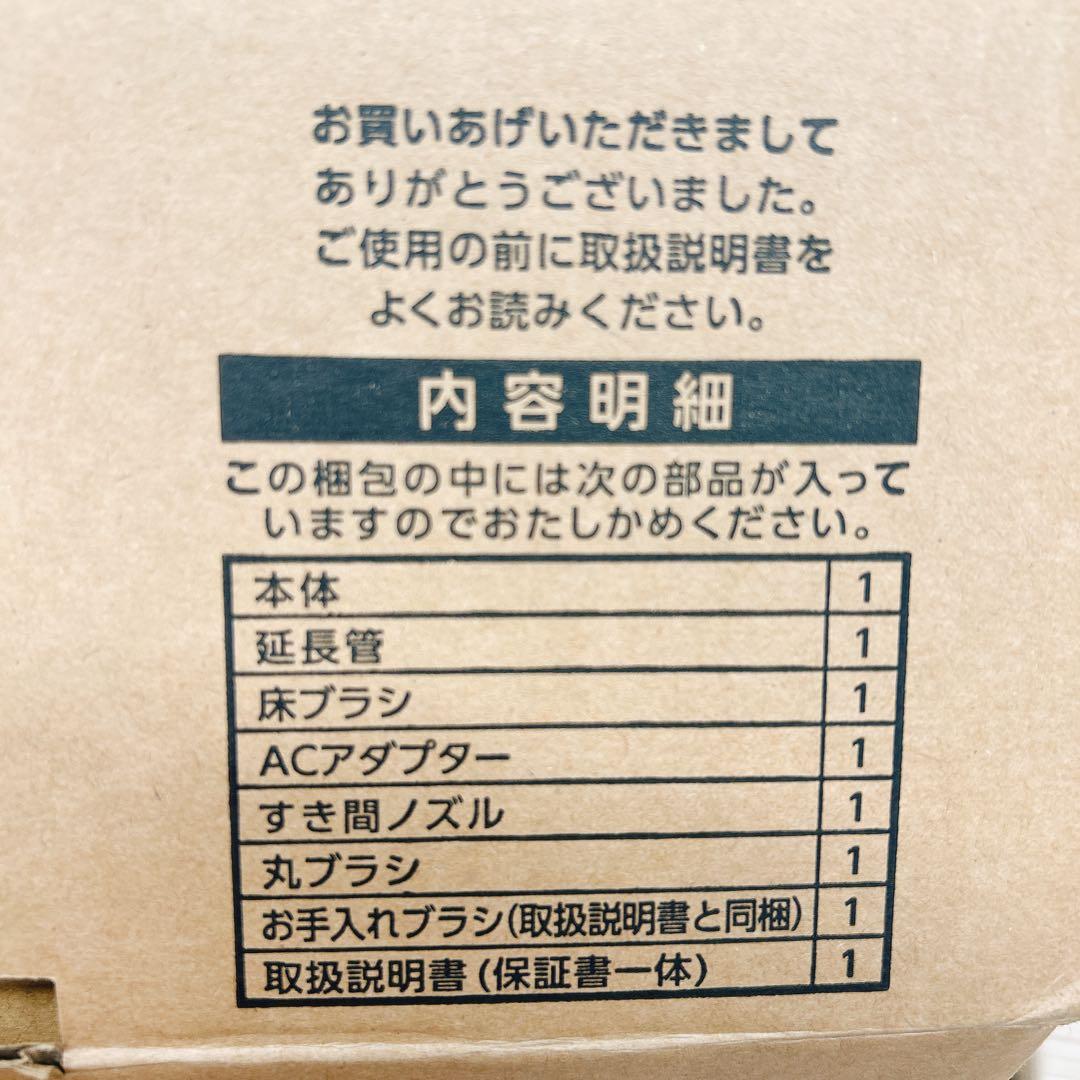 お買いあげいただきまして
ありがとうございました。
ご使用の前に取扱説明書を
よくお読みください。
内容明細
この梱包の中には次の部品が入って
いますのでおたしかめください。
本体 1
延長管 1
床ブラシ 1
ACアダプター 1
すき間ノズル 1
丸ブラシ 1
お手入れブラシ(取扱説明書と同梱) 1
取扱説明書(保証書一体) 1